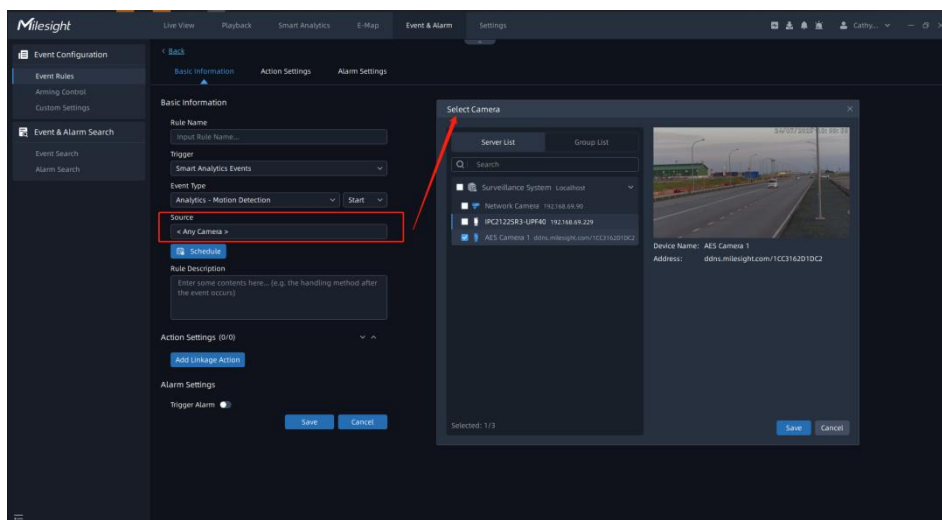 Milesight
Live View Playback Smart Analytics E-Map Event & Alarm Settings
Cathy...
Event Configuration
Event Rules
Arming Control
Custom Settings
Event & Alarm Search
Event Search
Alarm Search
< Back
Basic Information Action Settings Alarm Settings
Basic Information
Rule Name
Input Rule Name...
Trigger
Smart Analytics Events
Event Type
Analytics - Motion Detection Start
Source
< Any Camera >
Schedule
Rule Description
Enter some contents here... (e.g. the handling method after
the event occurs)
Action Settings (0/0)
Add Linkage Action
Alarm Settings
Trigger Alarm
Save Cancel
Select Camera
Server List Group List
Search
Surveillance System Localhost
Network Camera 192.168.69.90
IPC2122SR3-UPF40 192.168.69.229
AES Camera 1 ddns.milesight.com/1CC3162D1DC2
Selected: 1/3
Device Name: AES Camera 1
Address: ddns.milesight.com/1CC3162D1DC2
Save Cancel